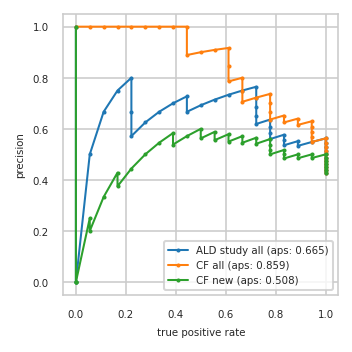 1.0
0.8
0.6
0.4
0.2
0.0
precision
0.0 0.2 0.4 0.6 0.8 1.0
true positive rate
ALD study all (aps: 0.665)
CF all (aps: 0.859)
CF new (aps: 0.508)